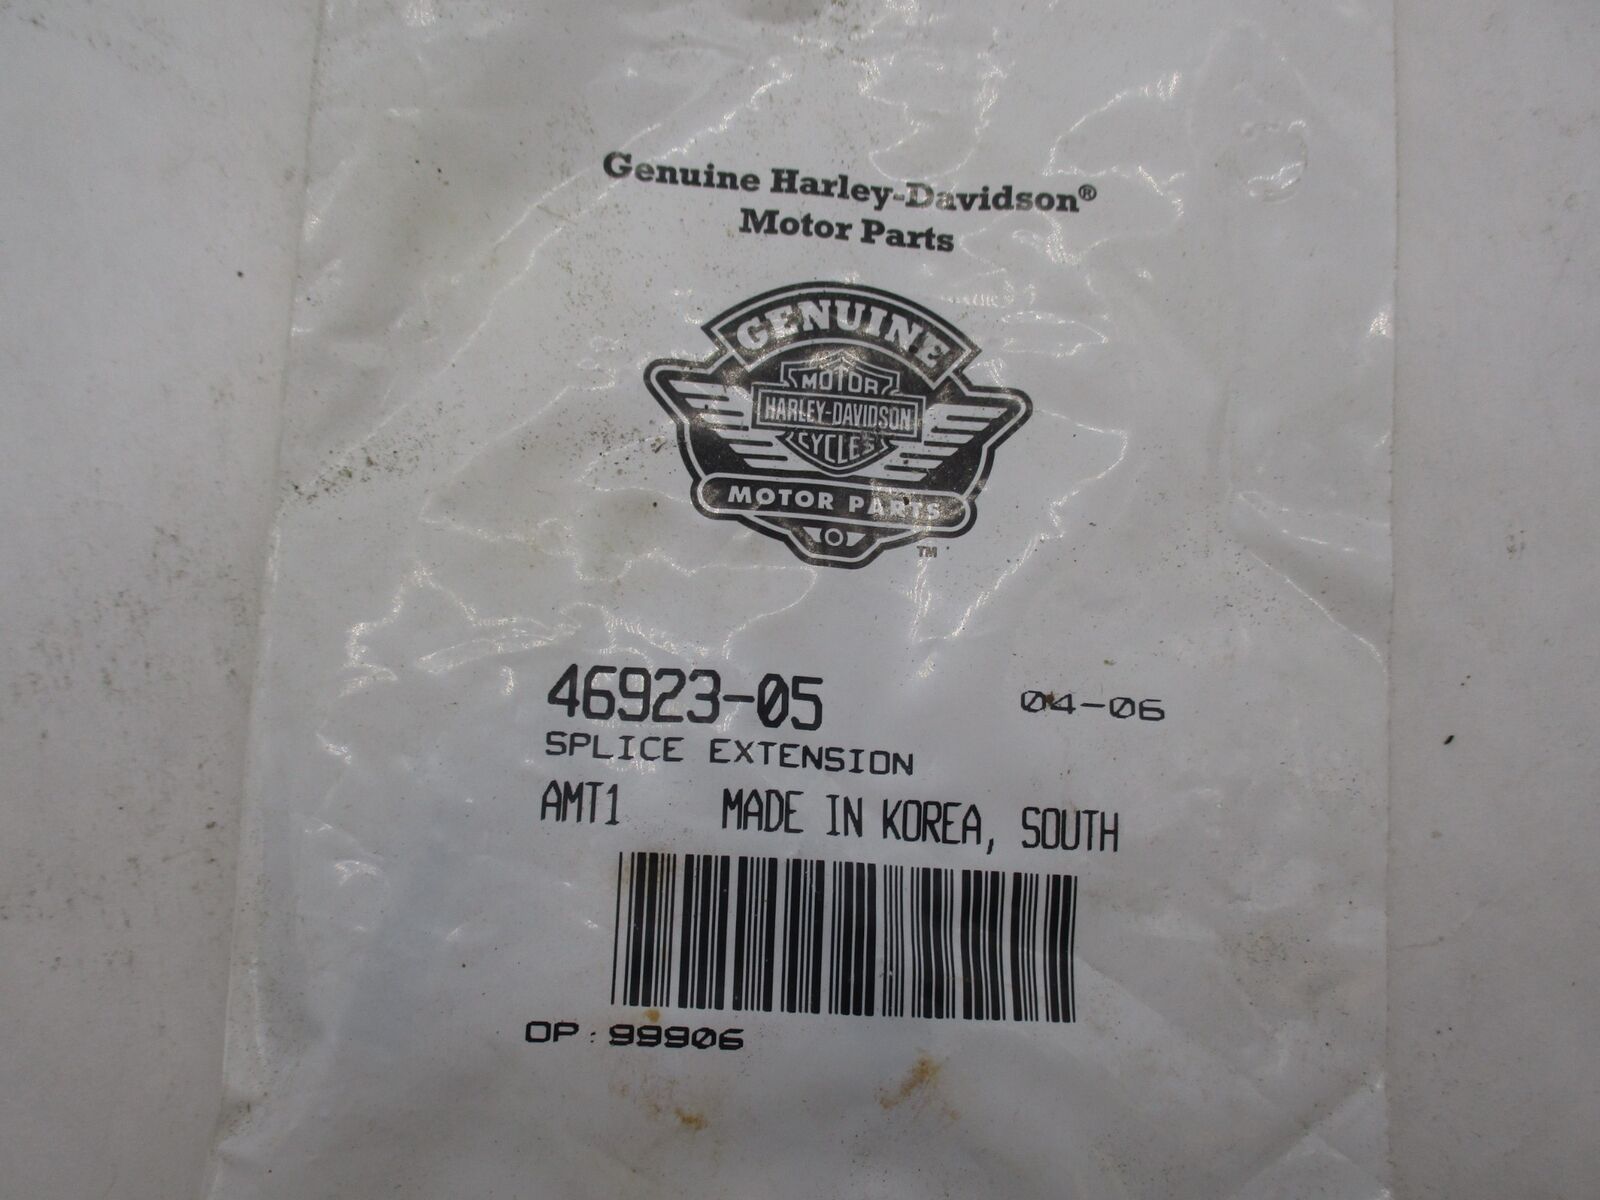 Genuine Harley-Davidson®
Motor Parts
GENUINE
MOTOR
HARLEY-DAVIDSON
CYCLES
MOTOR PARTS
TM
46923-05 04-06
SPLICE EXTENSION
AMT1 MADE IN KOREA, SOUTH
OP: 99906